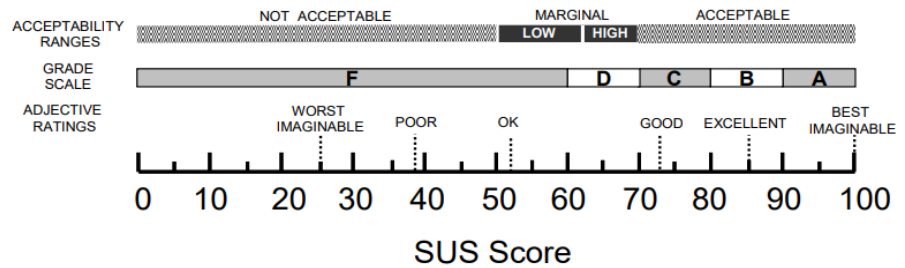 NOT ACCEPTABLE MARGINAL ACCEPTABLE
ACCEPTABILITY
RANGES LOW HIGH
GRADE
SCALE F D C B A
ADJECTIVE
RATINGS
WORST
IMAGINABLE POOR OK GOOD EXCELLENT BEST
IMAGINABLE
0 10 20 30 40 50 60 70 80 90 100
SUS Score